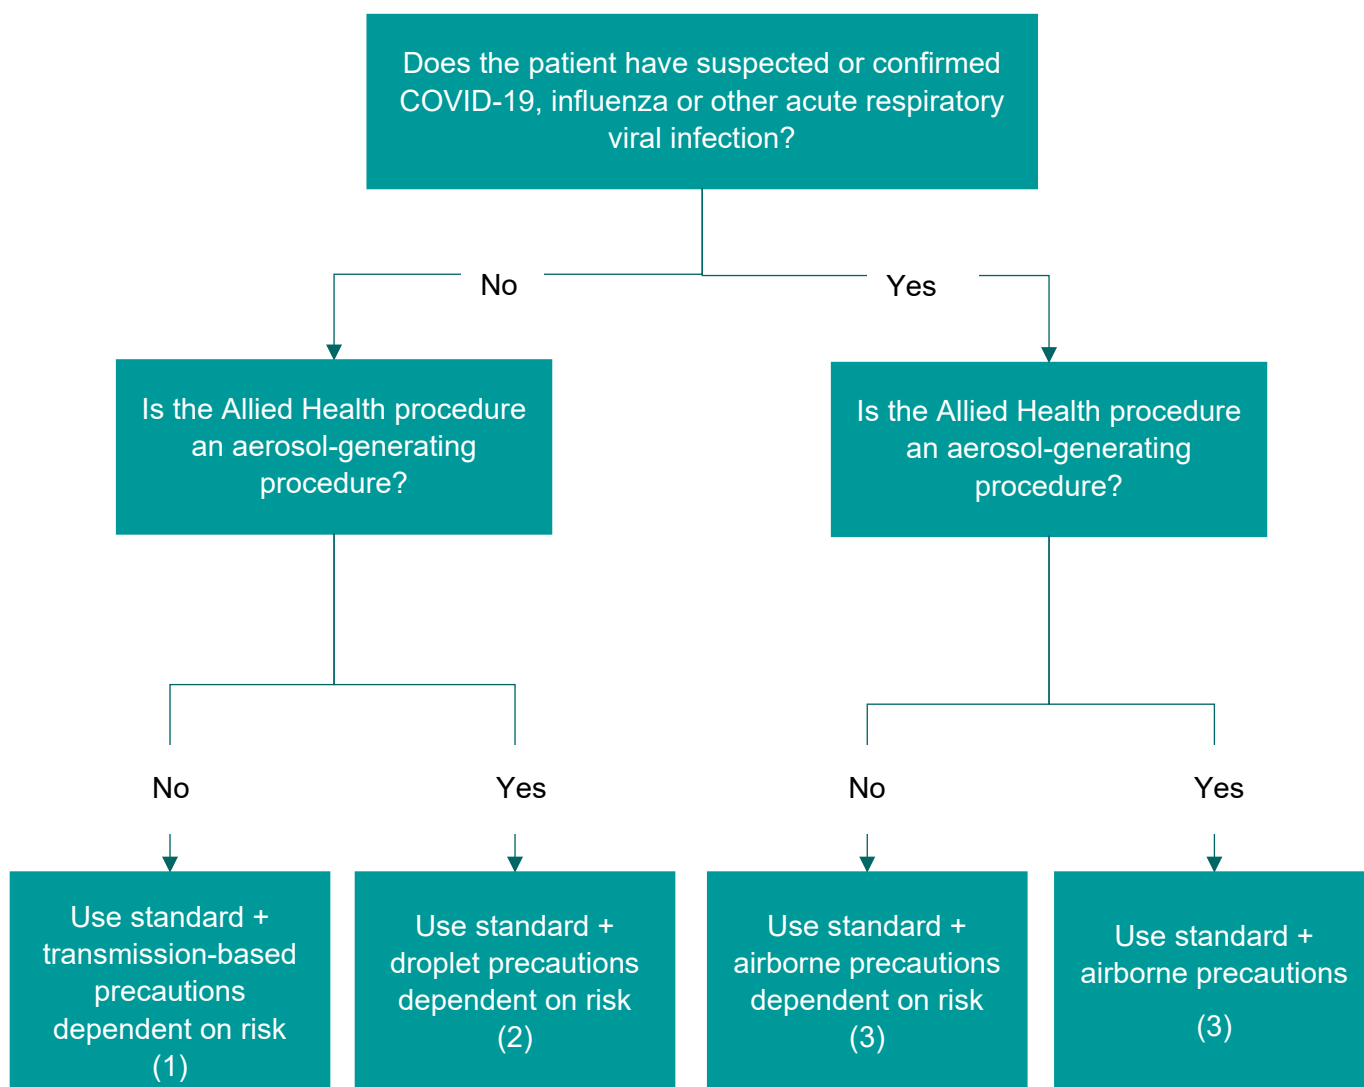 Does the patient have suspected or confirmed
COVID-19, influenza or other acute respiratory
viral infection?
No
Yes
Is the Allied Health procedure
an aerosol-generating
procedure?
Is the Allied Health procedure
an aerosol-generating
procedure?
No
Yes
No
Yes
Use standard +
transmission-based
precautions
dependent on risk
(1)
Use standard +
droplet precautions
dependent on risk
(2)
Use standard +
airborne precautions
dependent on risk
(3)
Use standard +
airborne precautions
(3)